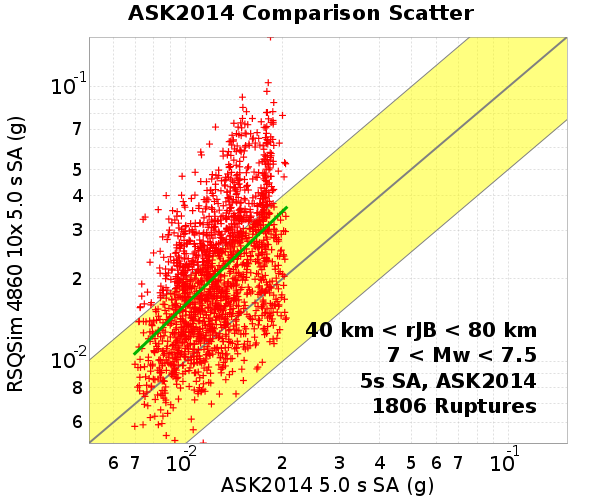 ASK2014 Comparison Scatter
RSQSim 4860 10x 5.0 s SA (g)
10-1
7
5
4
3
2
10-2
8
6
40 km < rJB < 80 km
7 < Mw < 7.5
5s SA, ASK2014
1806 Ruptures
6 7 10-2 2 3 4 5 6 7 10-1
ASK2014 5.0 s SA (g)